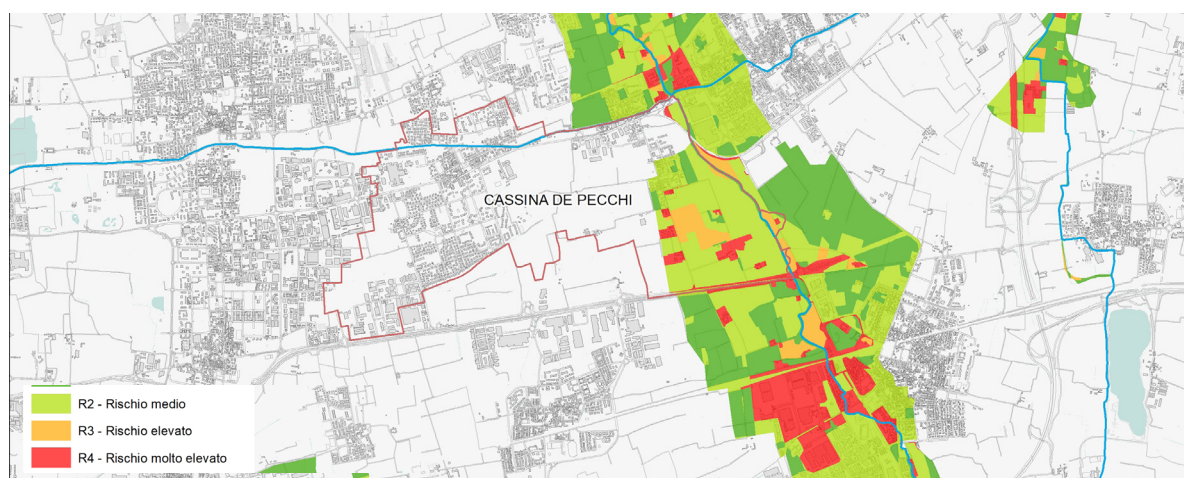 CASSINA DE PECCHI
R2 - Rischio medio
R3 - Rischio elevato
R4 - Rischio molto elevato